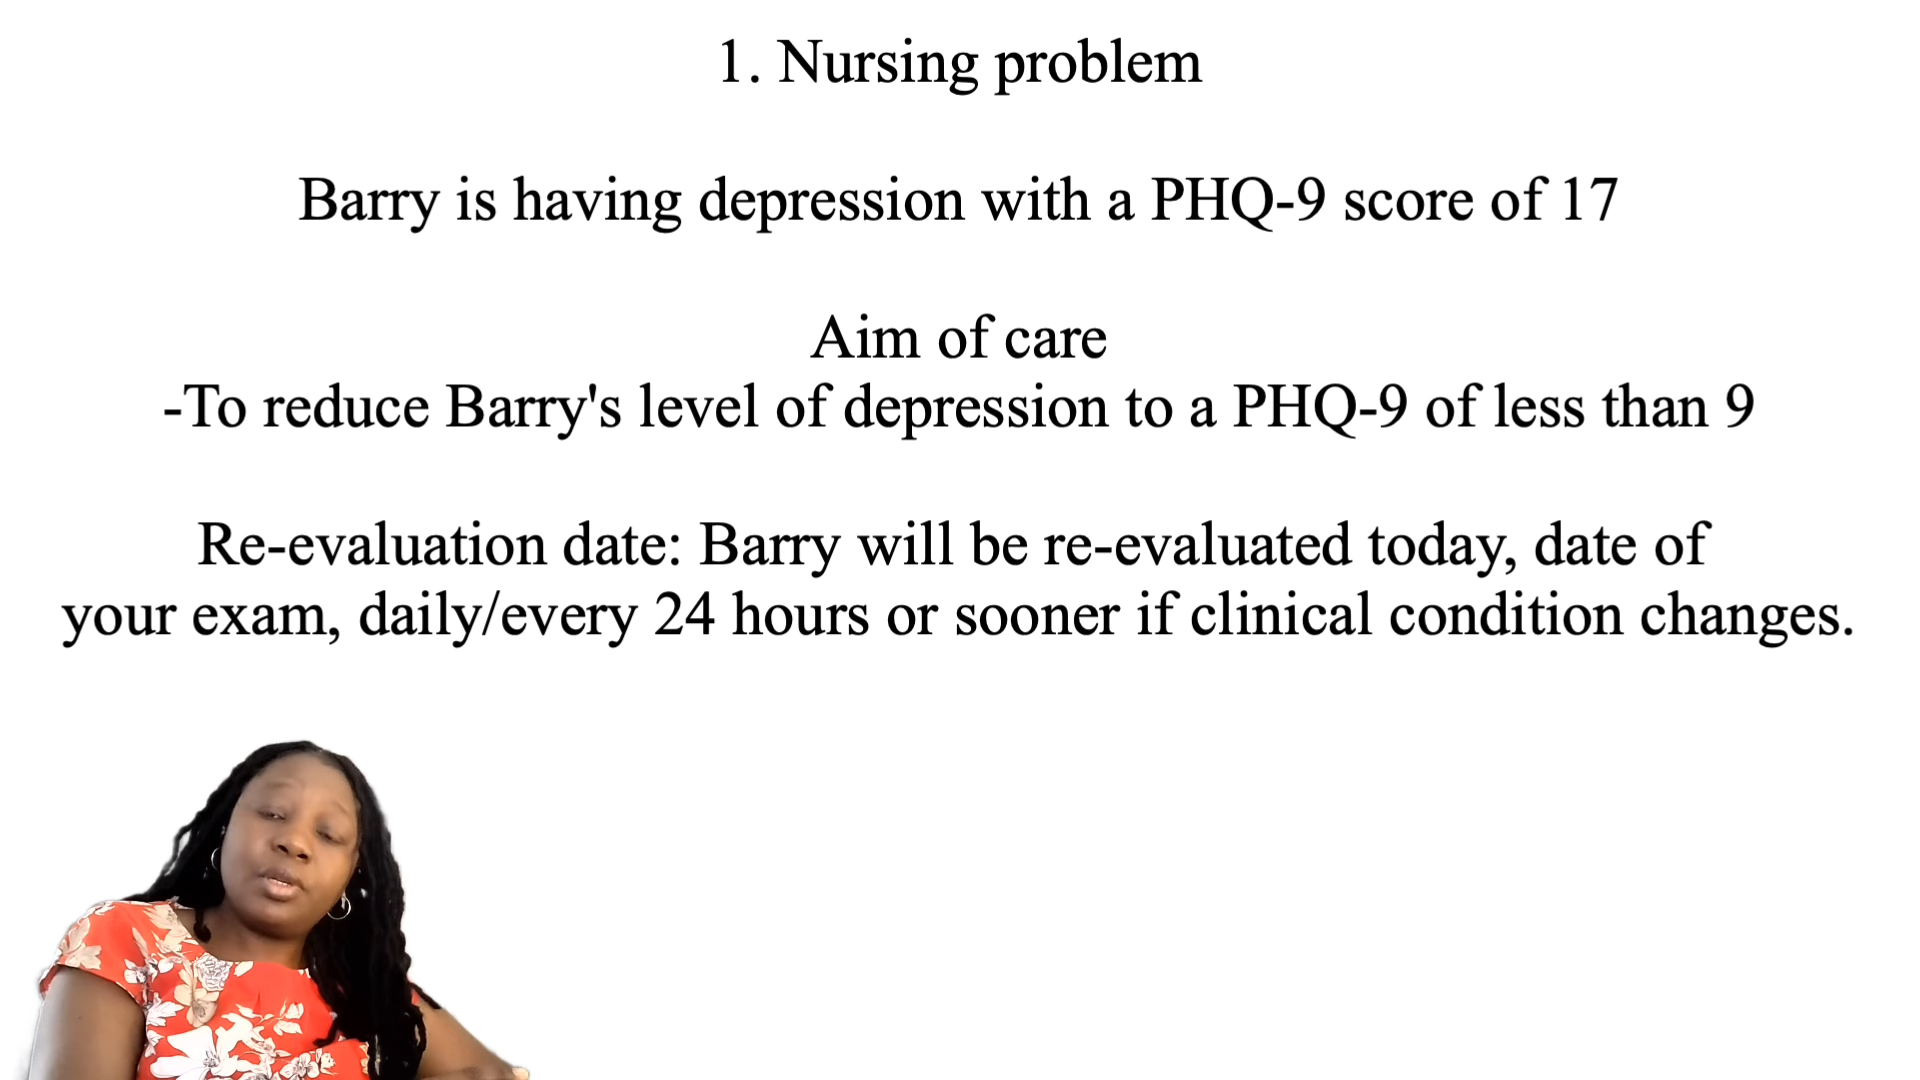 1. Nursing problem
Barry is having depression with a PHQ-9 score of 17
Aim of care
-To reduce Barry's level of depression to a PHQ-9 of less than 9
Re-evaluation date: Barry will be re-evaluated today, date of
your exam, daily/every 24 hours or sooner if clinical condition changes.